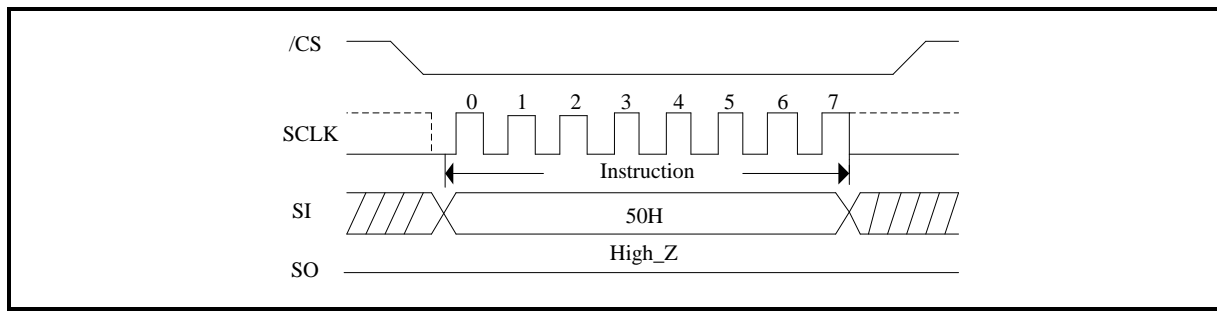 /CS
0 1 2 3 4 5 6 7
SCLK
Instruction
SI
50H
High_Z
SO